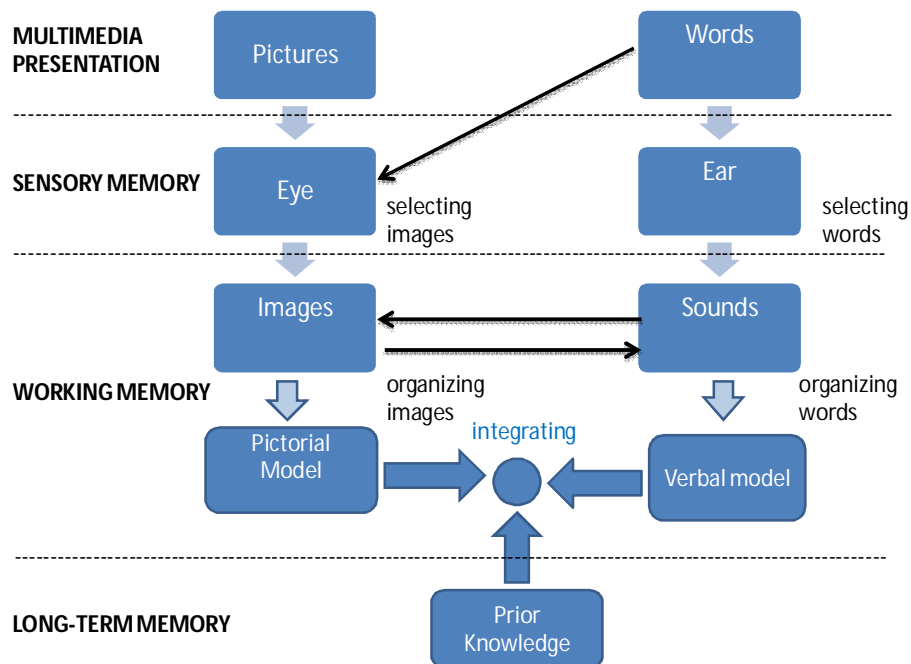 MULTIMEDIA
PRESENTATION
Pictures
Words
SENSORY MEMORY
Eye
selecting
images
Ear
selecting
words
Images
Sounds
WORKING MEMORY
organizing
images
organizing
words
Pictorial
Model
integrating
Verbal model
LONG-TERM MEMORY
Prior
Knowledge